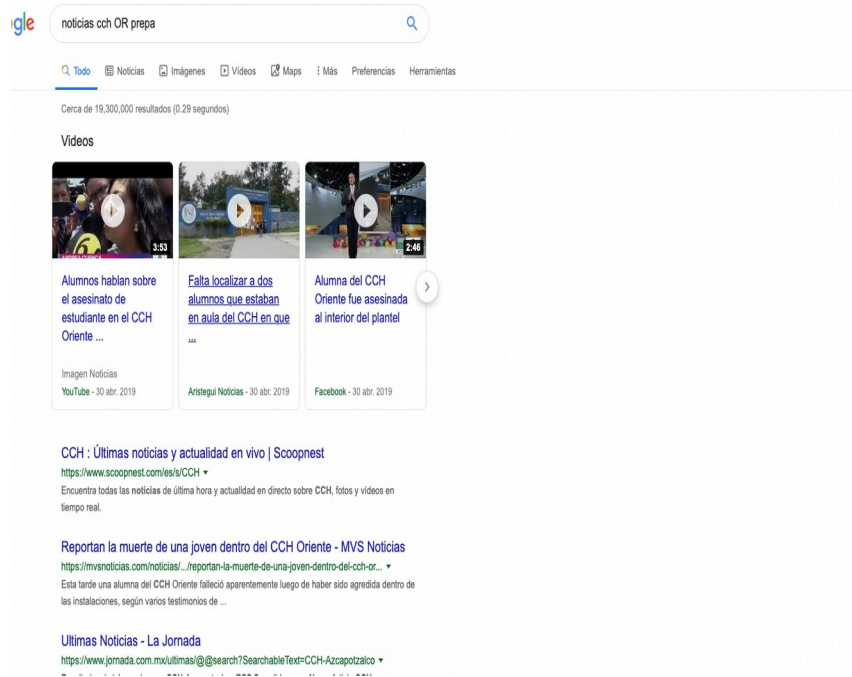 gle
noticias cch OR prepa
Todo Noticias Imágenes Vídeos Maps Más Preferencias Herramientas
Cerca de 19,300,000 resultados (0.29 segundos)
Videos
3:53
2:46
Alumnos hablan sobre
el asesinato de
estudiante en el CCH
Oriente ...
Imagen Noticias
YouTube - 30 abr. 2019
Falta localizar a dos
alumnos que estaban
en aula del CCH en que
...
Aristegui Noticias - 30 abr. 2019
Alumna del CCH
Oriente fue asesinada
al interior del plantel
Facebook - 30 abr. 2019
CCH : Últimas noticias y actualidad en vivo | Scoopnest
https://www.scoopnest.com/es/s/CCH
Encuentra todas las noticias de última hora y actualidad en directo sobre CCH, fotos y vídeos en
tiempo real.
Reportan la muerte de una joven dentro del CCH Oriente - MVS Noticias
https://mvsnoticias.com/noticias/.../reportan-la-muerte-de-una-joven-dentro-del-cch-or...
Esta tarde una alumna del CCH Oriente falleció aparentemente luego de haber sido agredida dentro de
las instalaciones, según varios testimonios de ...
Ultimas Noticias - La Jornada
https://www.jornada.com.mx/ultimas/@@search?SearchableText=CCH-Azcapotzalco